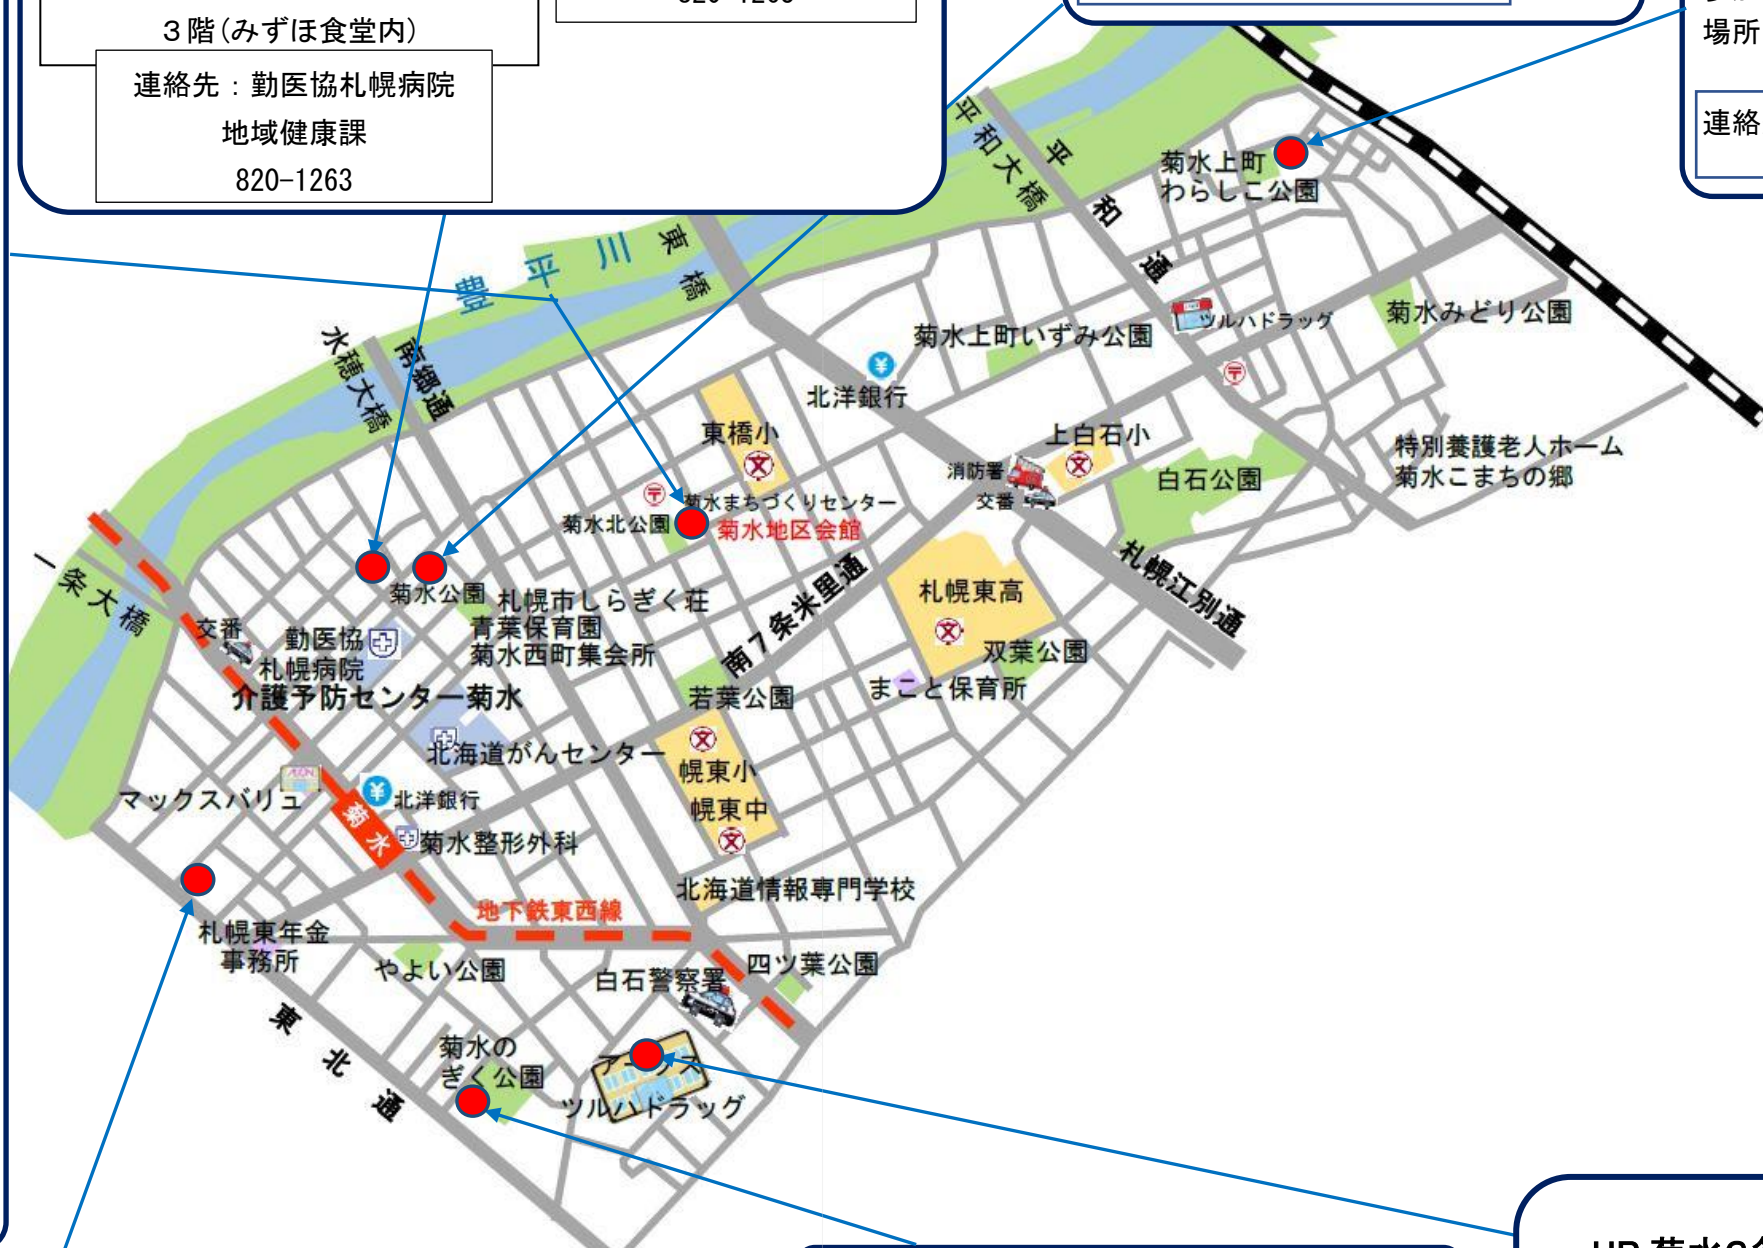 ３階(みずほ食堂内)
連絡先：勤医協札幌病院
地域健康課
820-1263
場所
連絡
平和大橋
平和通
菊水上町
わらしこ公園
豊平川
東橋
水穂大橋
南郷通
菊水上町いずみ公園
ツルハドラッグ
菊水みどり公園
北洋銀行
東橋小
上白石小
消防署
交番
白石公園
特別養護老人ホーム
菊水こまちの郷
菊水まちづくりセンター
菊水北公園
菊水地区会館
一条大橋
菊水公園
札幌市しらぎく荘
青葉保育園
菊水西町集会所
南７条米里通
札幌東高
札幌江別通
交番
勤医協
札幌病院
介護予防センター菊水
双葉公園
まこと保育所
若葉公園
北海道がんセンター
幌東小
幌東中
マックスバリュ
北洋銀行
菊水
菊水整形外科
北海道情報専門学校
地下鉄東西線
札幌東年金
事務所
やよい公園
白石警察署
四ツ葉公園
東北通
菊水の
ぎく公園
ツルハドラッグ